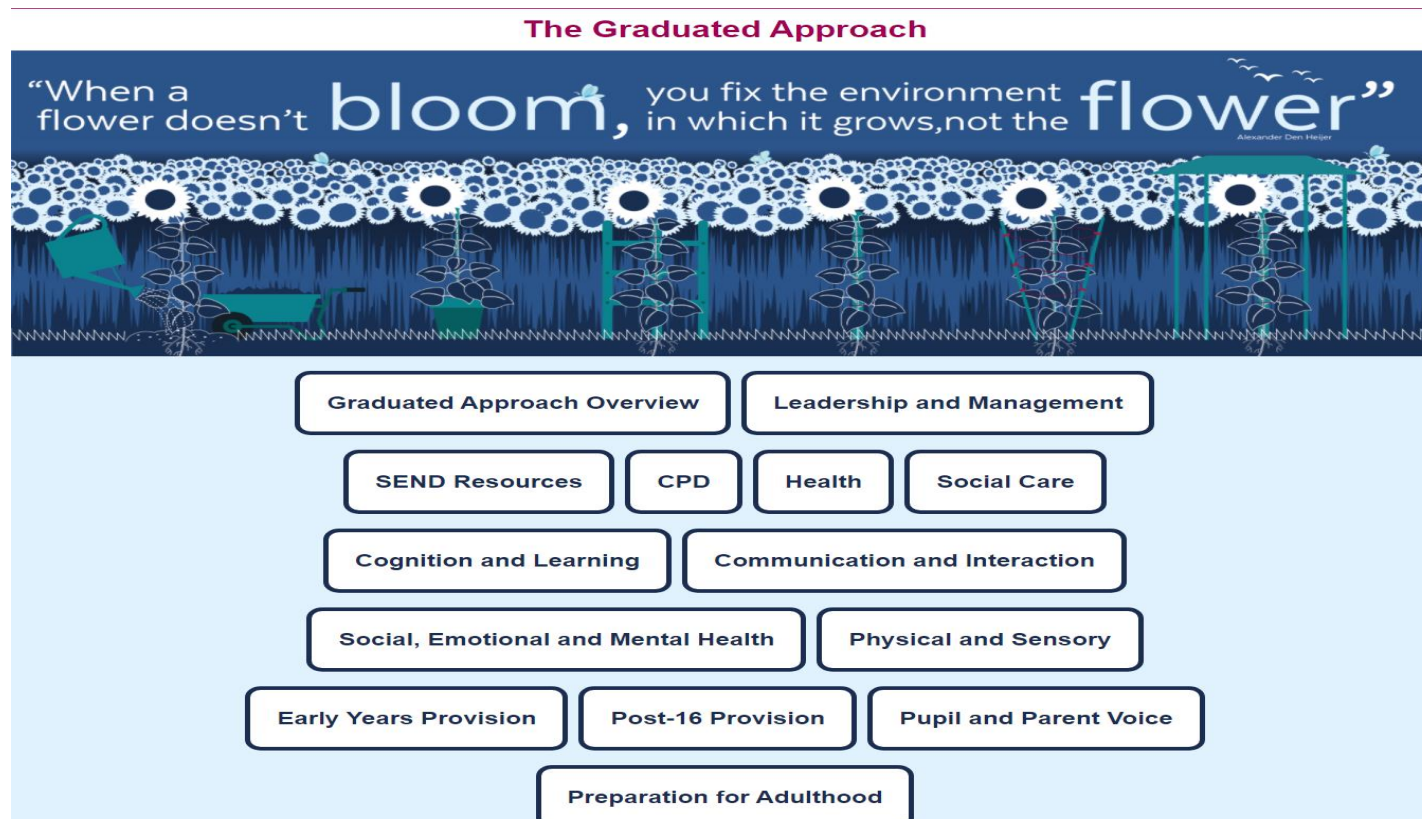 The Graduated Approach
“When a flower doesn’t bloom, you fix the environment in which it grows,not the flower”
Alexander Den Heijer
Graduated Approach Overview
Leadership and Management
SEND Resources
CPD
Health
Social Care
Cognition and Learning
Communication and Interaction
Social, Emotional and Mental Health
Physical and Sensory
Early Years Provision
Post-16 Provision
Pupil and Parent Voice
Preparation for Adulthood